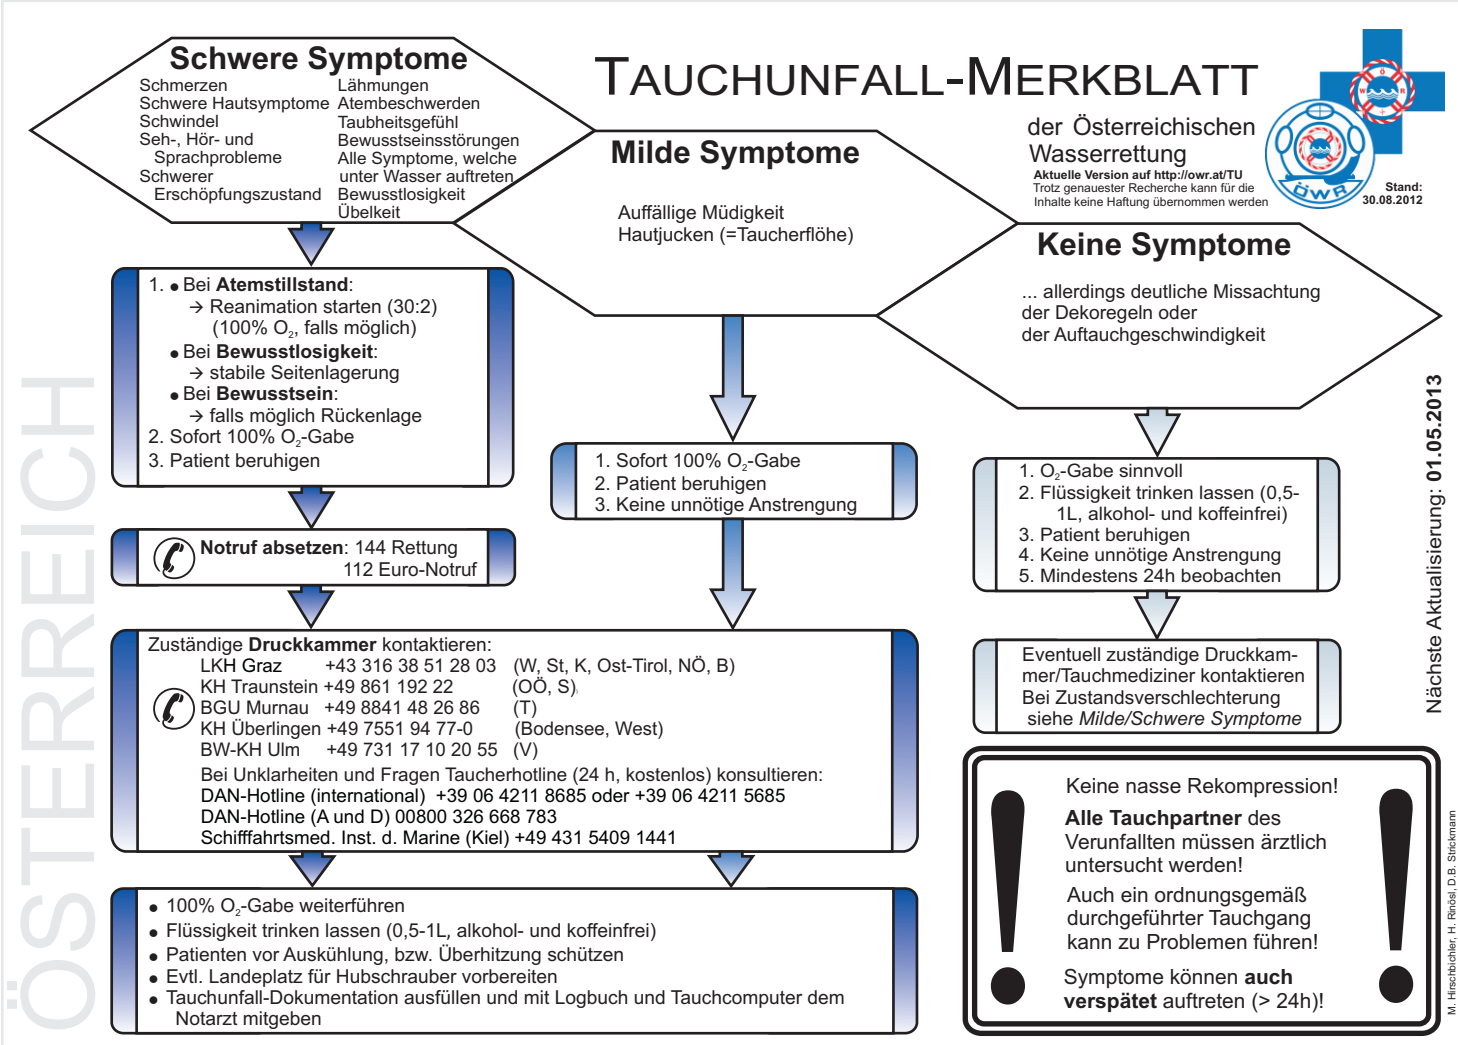 Schwere Symptome
Schmerzen
Schwere Hautsymptome
Schwindel
Seh-, Hör- und
Sprachprobleme
Schwerer
Erschöpfungszustand
Lähmungen
Atembeschwerden
Taubheitsgefühl
Bewusstseinsstörungen
Alle Symptome, welche
unter Wasser auftreten
Bewusstlosigkeit
Übelkeit
TAUCHUNFALL-MERKBLATT
der Österreichischen
Wasserrettung
Aktuelle Version auf http://owr.at/TU
Trotz genauester Recherche kann für die
Inhalte keine Haftung übernommen werden
W Ö R
ÖWR
Stand:
30.08.2012
Milde Symptome
Auffällige Müdigkeit
Hautjucken (=Taucherflöhe)
Keine Symptome
... allerdings deutliche Missachtung
der Dekoregeln oder
der Auftauchgeschwindigkeit
1. ● Bei Atemstillstand:
→ Reanimation starten (30:2)
(100% O₂, falls möglich)
● Bei Bewusstlosigkeit:
→ stabile Seitenlagerung
● Bei Bewusstsein:
→ falls möglich Rückenlage
2. Sofort 100% O₂-Gabe
3. Patient beruhigen
1. Sofort 100% O₂-Gabe
2. Patient beruhigen
3. Keine unnötige Anstrengung
1. O₂-Gabe sinnvoll
2. Flüssigkeit trinken lassen (0,5-
1L, alkohol- und koffeinfrei)
3. Patient beruhigen
4. Keine unnötige Anstrengung
5. Mindestens 24h beobachten
Notruf absetzen: 144 Rettung
112 Euro-Notruf
Zuständige Druckkammer kontaktieren:
LKH Graz +43 316 38 51 28 03 (W, St, K, Ost-Tirol, NÖ, B)
KH Traunstein +49 861 192 22 (OÖ, S)
BGU Murnau +49 8841 48 26 86 (T)
KH Überlingen +49 7551 94 77-0 (Bodensee, West)
BW-KH Ulm +49 731 17 10 20 55 (V)
Bei Unklarheiten und Fragen Taucherhotline (24 h, kostenlos) konsultieren:
DAN-Hotline (international) +39 06 4211 8685 oder +39 06 4211 5685
DAN-Hotline (A und D) 00800 326 668 783
Schifffahrtsmed. Inst. d. Marine (Kiel) +49 431 5409 1441
Eventuell zuständige Druckkam-
mer/Tauchmediziner kontaktieren
Bei Zustandsverschlechterung
siehe Milde/Schwere Symptome
● 100% O₂-Gabe weiterführen
● Flüssigkeit trinken lassen (0,5-1L, alkohol- und koffeinfrei)
● Patienten vor Auskühlung, bzw. Überhitzung schützen
● Evtl. Landeplatz für Hubschrauber vorbereiten
● Tauchunfall-Dokumentation ausfüllen und mit Logbuch und Tauchcomputer dem
Notarzt mitgeben
! !
Keine nasse Rekompression!
Alle Tauchpartner des
Verunfallten müssen ärztlich
untersucht werden!
Auch ein ordnungsgemäß
durchgeführter Tauchgang
kann zu Problemen führen!
Symptome können auch
verspätet auftreten (> 24h)!
ÖSTERREICH
Nächste Aktualisierung: 01.05.2013
M. Hirschbichler, H. Rinösl, D.B. Strickmann